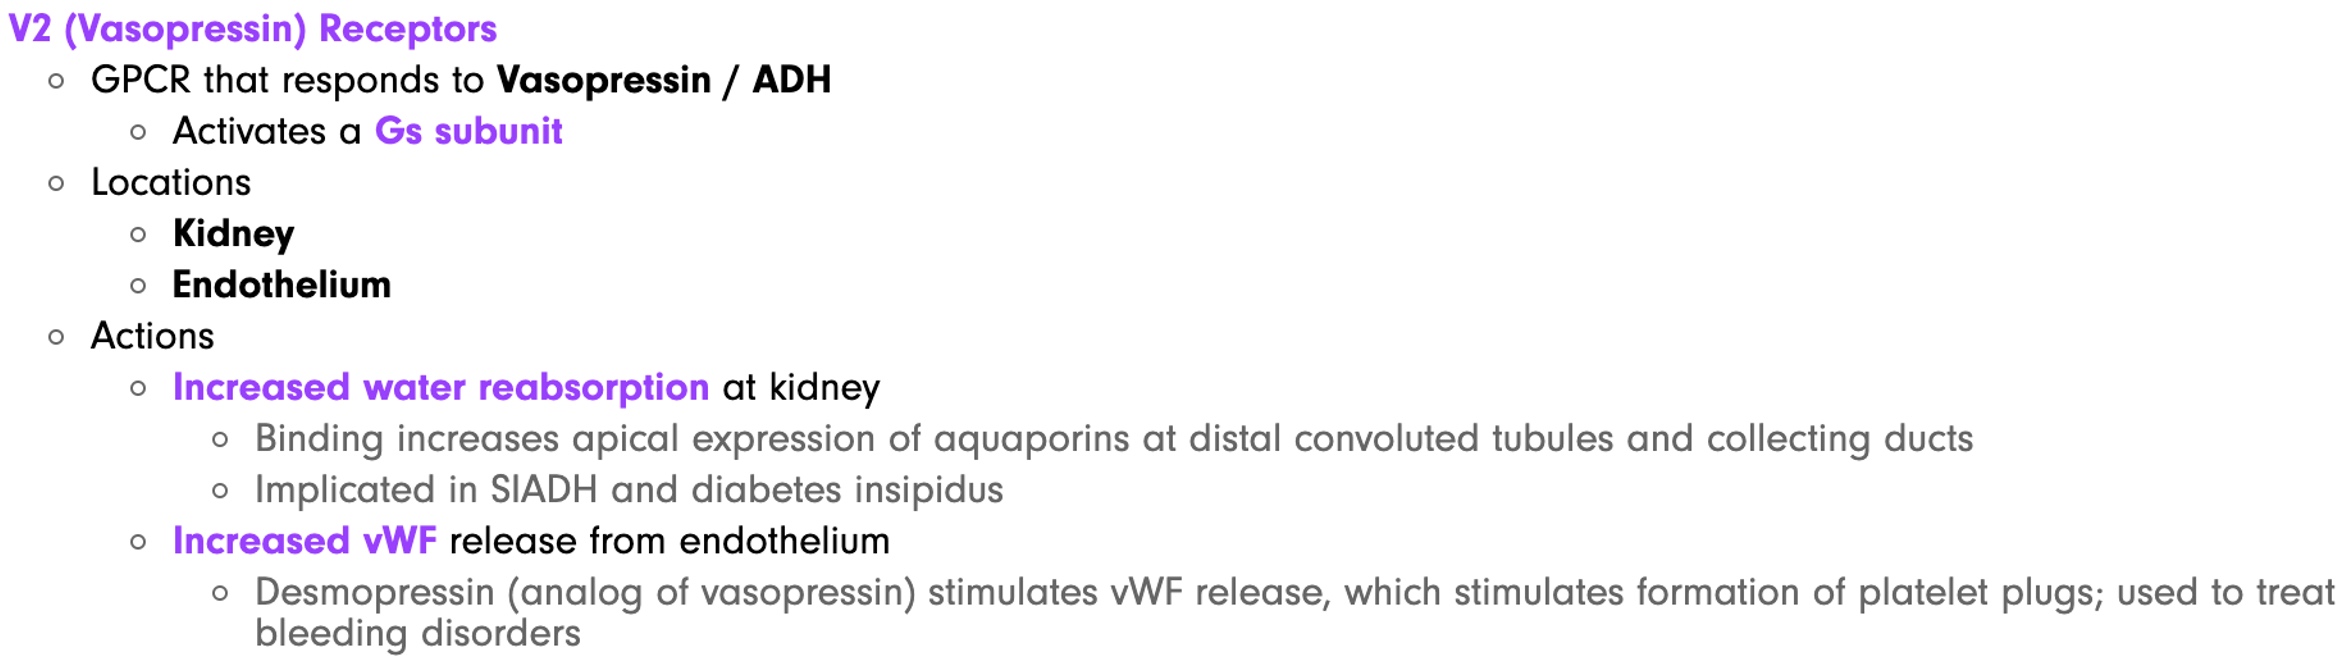 V2 (Vasopressin) Receptors
GPCR that responds to Vasopressin / ADH
Activates a Gs subunit
Locations
Kidney
Endothelium
Actions
Increased water reabsorption at kidney
Binding increases apical expression of aquaporins at distal convoluted tubules and collecting ducts
Implicated in SIADH and diabetes insipidus
Increased vWF release from endothelium
Desmopressin (analog of vasopressin) stimulates vWF release, which stimulates formation of platelet plugs; used to treat
bleeding disorders